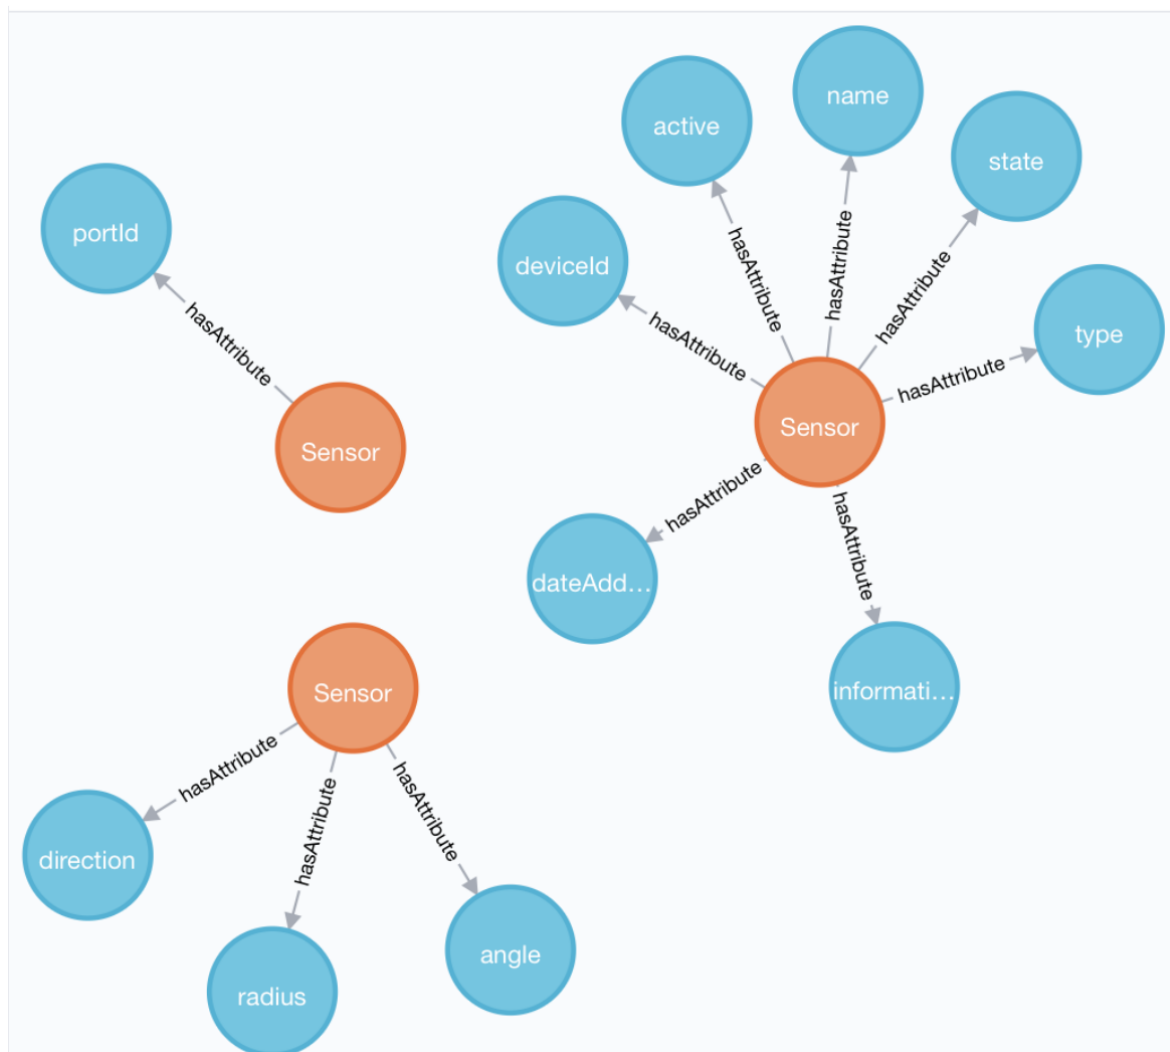 name
active
state
portId
deviceId
type
hasAttribute
hasAttribute
hasAttribute
hasAttribute
hasAttribute
hasAttribute
Sensor
Sensor
hasAttribute
hasAttribute
dateAdd...
informati...
Sensor
hasAttribute
hasAttribute
hasAttribute
direction
angle
radius